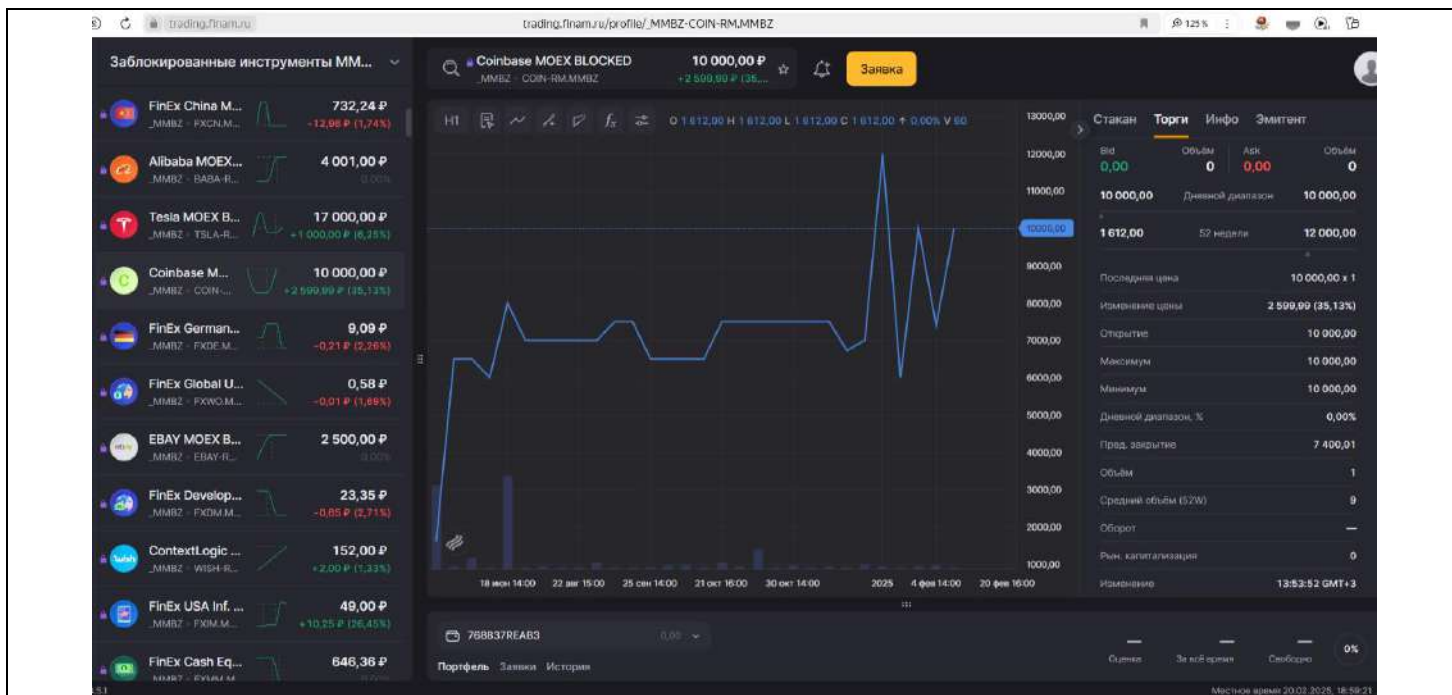 trading.finam.ru
trading.finam.ru/profile/_MMBZ-COIN-RM.MMBZ
125 %
Заблокированные инструменты ММ...
Coinbase MOEX BLOCKED
10 000,00 ₽
_MMBZ · COIN-RM.MMBZ
+2 599,99 ₽ (35,...
Заявка
FinEx China M...
732,24 ₽
_MMBZ · FXCN.M...
-12,96 ₽ (1,74%)
Alibaba MOEX...
4 001,00 ₽
_MMBZ · BABA-R...
0,00%
Tesla MOEX B...
17 000,00 ₽
_MMBZ · TSLA-R...
+1 000,00 ₽ (6,25%)
Coinbase M...
10 000,00 ₽
_MMBZ · COIN-...
+2 599,99 ₽ (35,13%)
FinEx German...
9,09 ₽
_MMBZ · FXDE.M...
-0,21 ₽ (2,26%)
FinEx Global U...
0,58 ₽
_MMBZ · FXWO.M...
-0,01 ₽ (1,69%)
EBAY MOEX B...
2 500,00 ₽
_MMBZ · EBAY-R...
0,00%
FinEx Develop...
23,35 ₽
_MMBZ · FXDM.M...
-0,65 ₽ (2,71%)
ContextLogic ...
152,00 ₽
_MMBZ · WISH-R...
+2,00 ₽ (1,33%)
FinEx USA Inf. ...
49,00 ₽
_MMBZ · FXIM.M...
+10,25 ₽ (26,45%)
FinEx Cash Eq...
646,36 ₽
H1
O 1 612,00 H 1 612,00 L 1 612,00 C 1 612,00 0,00% V 60
13000,00
12000,00
11000,00
10000,00
9000,00
8000,00
7000,00
6000,00
5000,00
4000,00
3000,00
2000,00
1000,00
18 июн 14:00
22 авг 15:00
25 сен 14:00
21 окт 16:00
30 окт 14:00
2025
4 фев 14:00
20 фев 16:00
Стакан Торги Инфо Эмитент
Bid Объём Ask Объём
0,00 0 0,00 0
10 000,00 Дневной диапазон 10 000,00
1 612,00 52 недели 12 000,00
Последняя цена 10 000,00 x 1
Изменение цены 2 599,99 (35,13%)
Открытие 10 000,00
Максимум 10 000,00
Минимум 10 000,00
Дневной диапазон, % 0,00%
Пред. закрытие 7 400,01
Объём 1
Средний объём (52W) 9
Оборот —
Рын. капитализация 0
Изменение 13:53:52 GMT+3
768837REAB3
0,00
Портфель Заявки История
— — —
Оценка За всё время Свободно
0%
Местное время 20.02.2025, 18:59:21